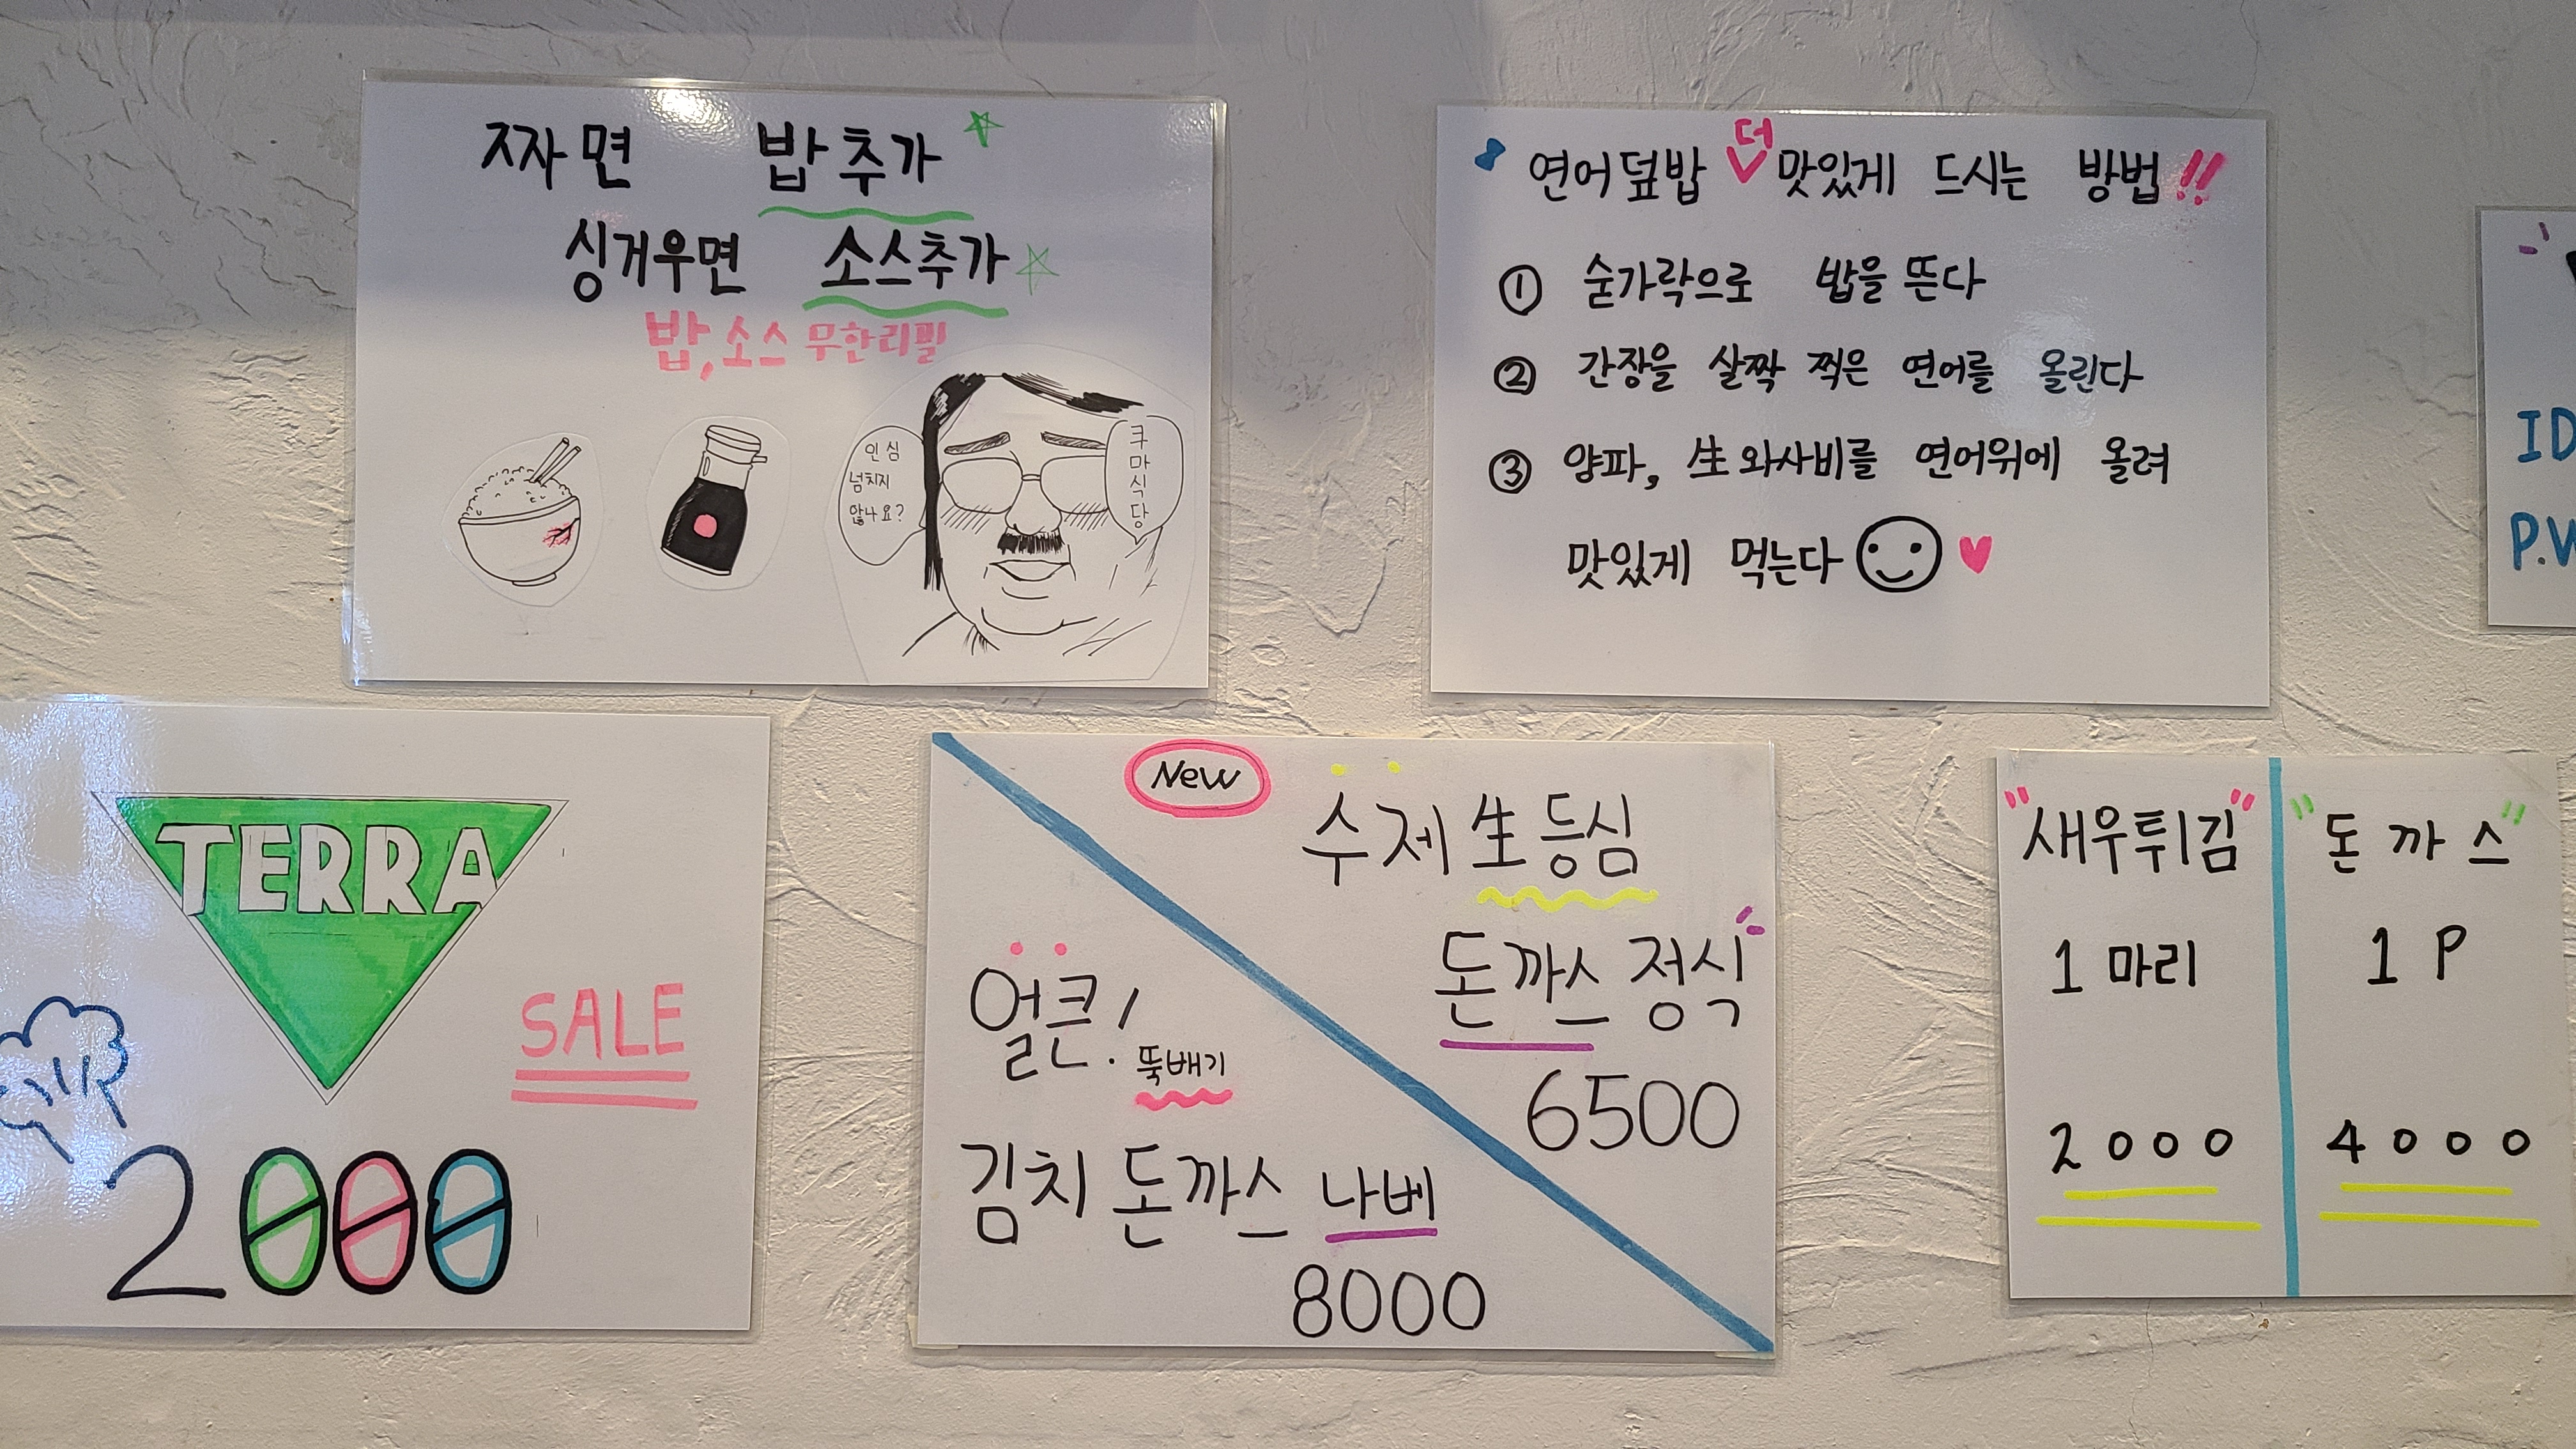 짜면 밥추가
싱거우면 소스추가
밥,소스 무한리필
인심
넘치지
않나요?
쿠
마
식
당
연어덮밥 더 맛있게 드시는 방법!!
① 숟가락으로 밥을 뜬다
② 간장을 살짝 찍은 연어를 올린다
③ 양파, 生와사비를 연어위에 올려
맛있게 먹는다
ID
P.W
TERRA
SALE
2000
New
수제 生등심
돈까스 정식
6500
얼큰!
뚝배기
김치 돈까스 나베
8000
"새우튀김"
1 마리
2000
"돈까스"
1 P
4000